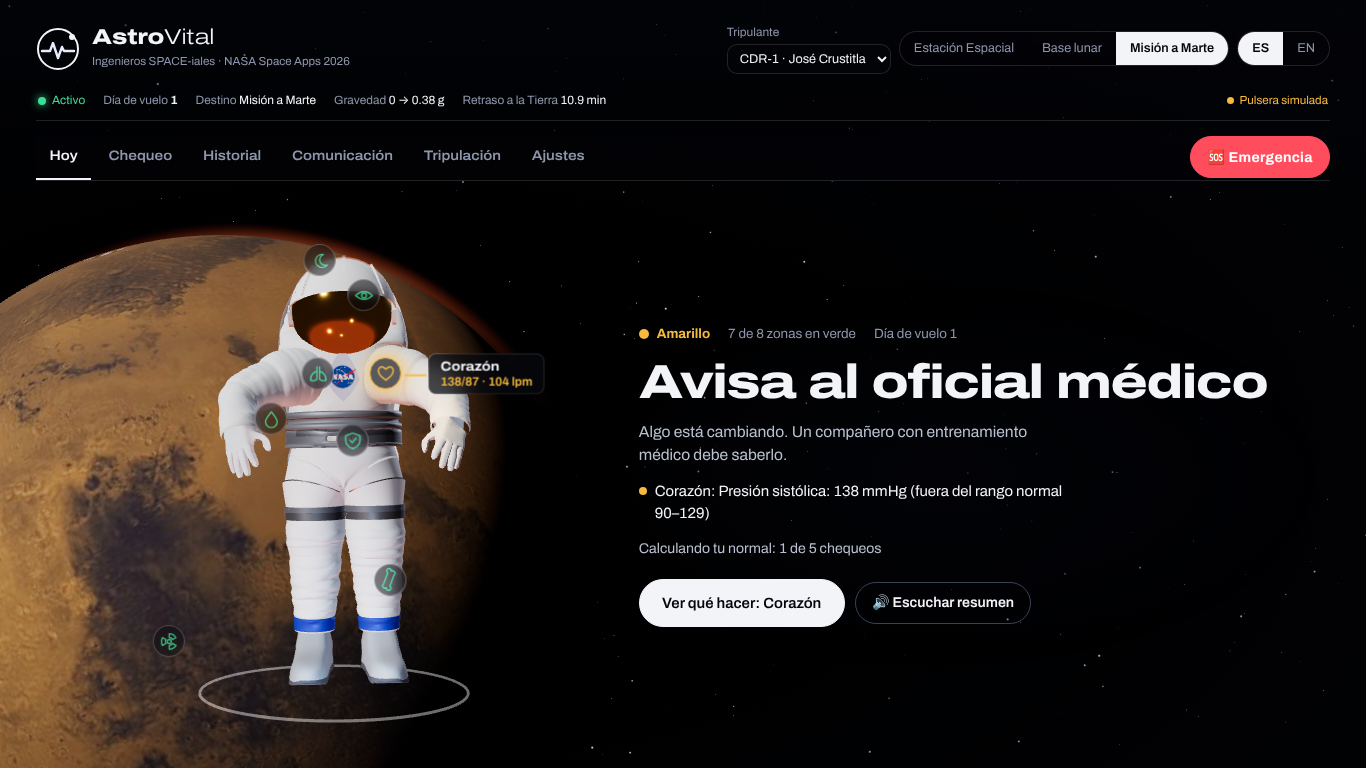 AstroVital
Ingenieros SPACE-iales · NASA Space Apps 2026
Tripulante
CDR-1 · José Crustitla
Estación Espacial
Base lunar
Misión a Marte
ES
EN
Activo
Día de vuelo 1
Destino Misión a Marte
Gravedad 0 → 0.38 g
Retraso a la Tierra 10.9 min
Pulsera simulada
Hoy
Chequeo
Historial
Comunicación
Tripulación
Ajustes
🆘 Emergencia
NASA
Corazón
138/87 · 104 lpm
Amarillo
7 de 8 zonas en verde
Día de vuelo 1
Avisa al oficial médico
Algo está cambiando. Un compañero con entrenamiento
médico debe saberlo.
Corazón: Presión sistólica: 138 mmHg (fuera del rango normal
90–129)
Calculando tu normal: 1 de 5 chequeos
Ver qué hacer: Corazón
🔊 Escuchar resumen